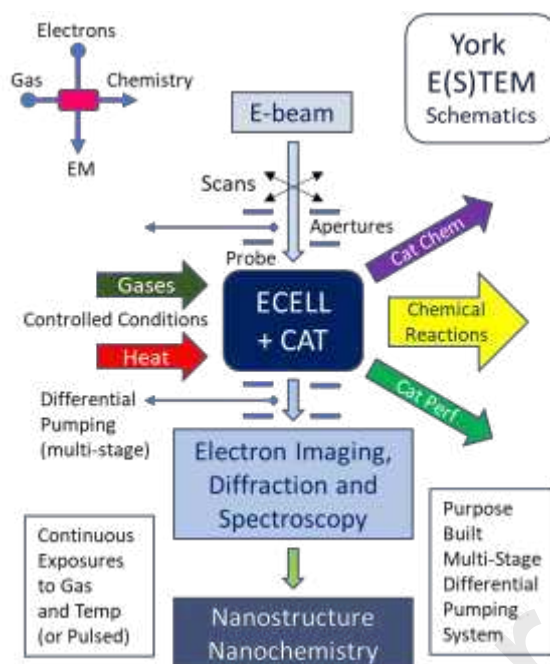 Electrons
Gas
Chemistry
EM
York
E(S)TEM
Schematics
E-beam
Scans
Apertures
Probe
Cat Chem
Gases
Controlled Conditions
Heat
ECELL
+ CAT
Chemical
Reactions
Cat Perf
Differential
Pumping
(multi-stage)
Electron Imaging,
Diffraction and
Spectroscopy
Continuous
Exposures
to Gas
and Temp
(or Pulsed)
Purpose
Built
Multi-Stage
Differential
Pumping
System
Nanostructure
Nanochemistry